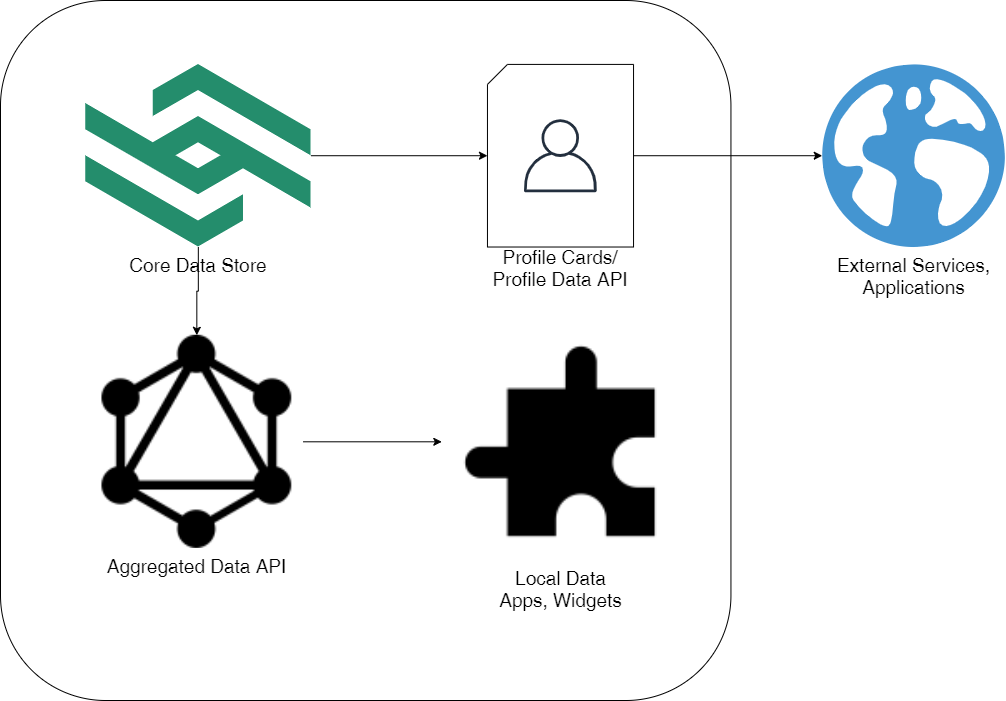 Core Data Store
Profile Cards/
Profile Data API
External Services,
Applications
Aggregated Data API
Local Data
Apps, Widgets